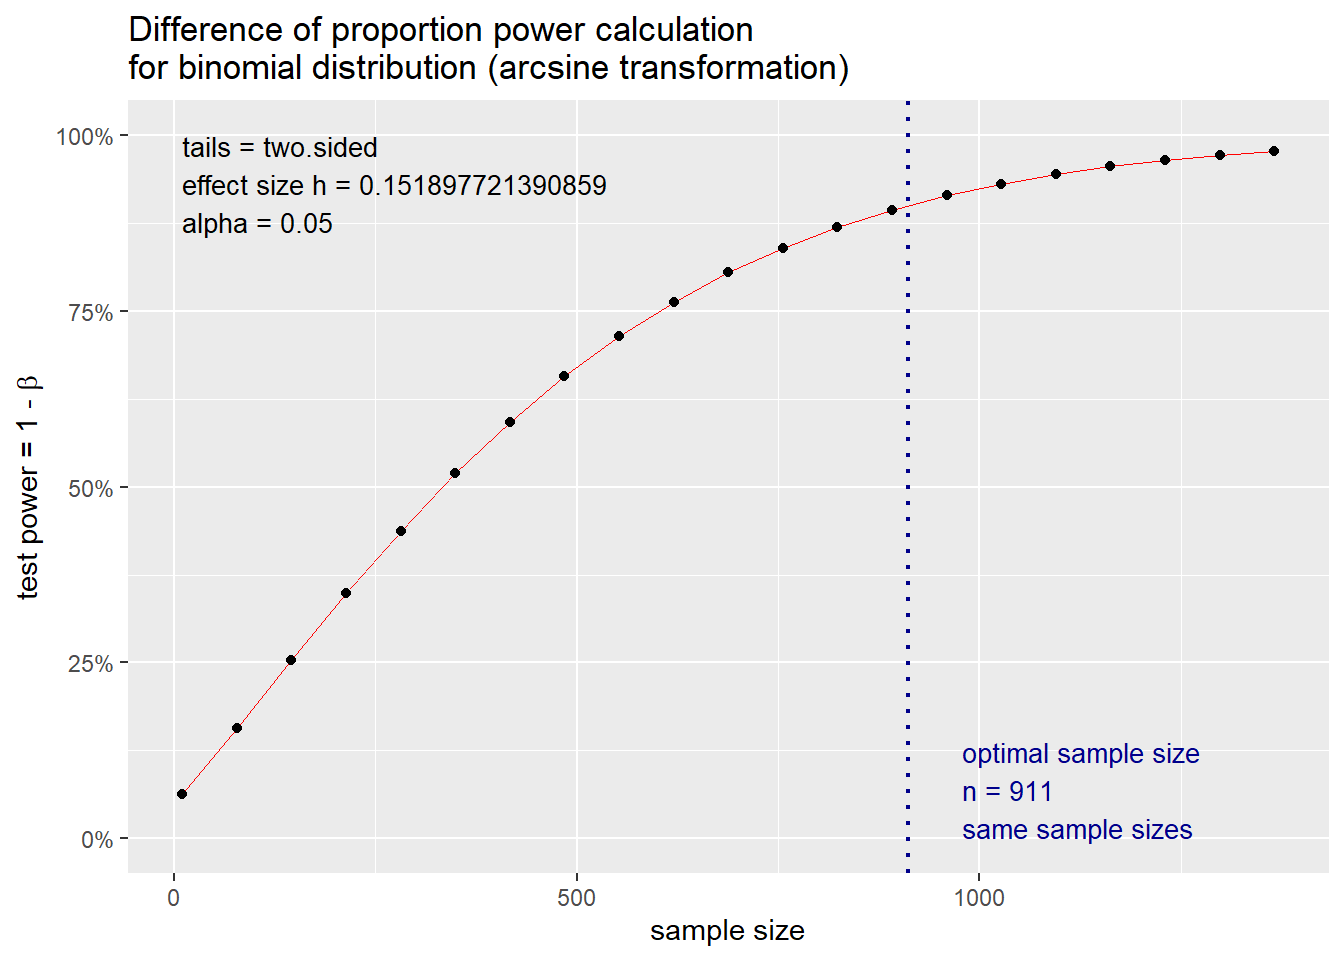 Difference of proportion power calculation
for binomial distribution (arcsine transformation)
100%
75%
50%
25%
0%
test power = 1 - β
tails = two.sided
effect size h = 0.151897721390859
alpha = 0.05
optimal sample size
n = 911
same sample sizes
0
500
1000
sample size